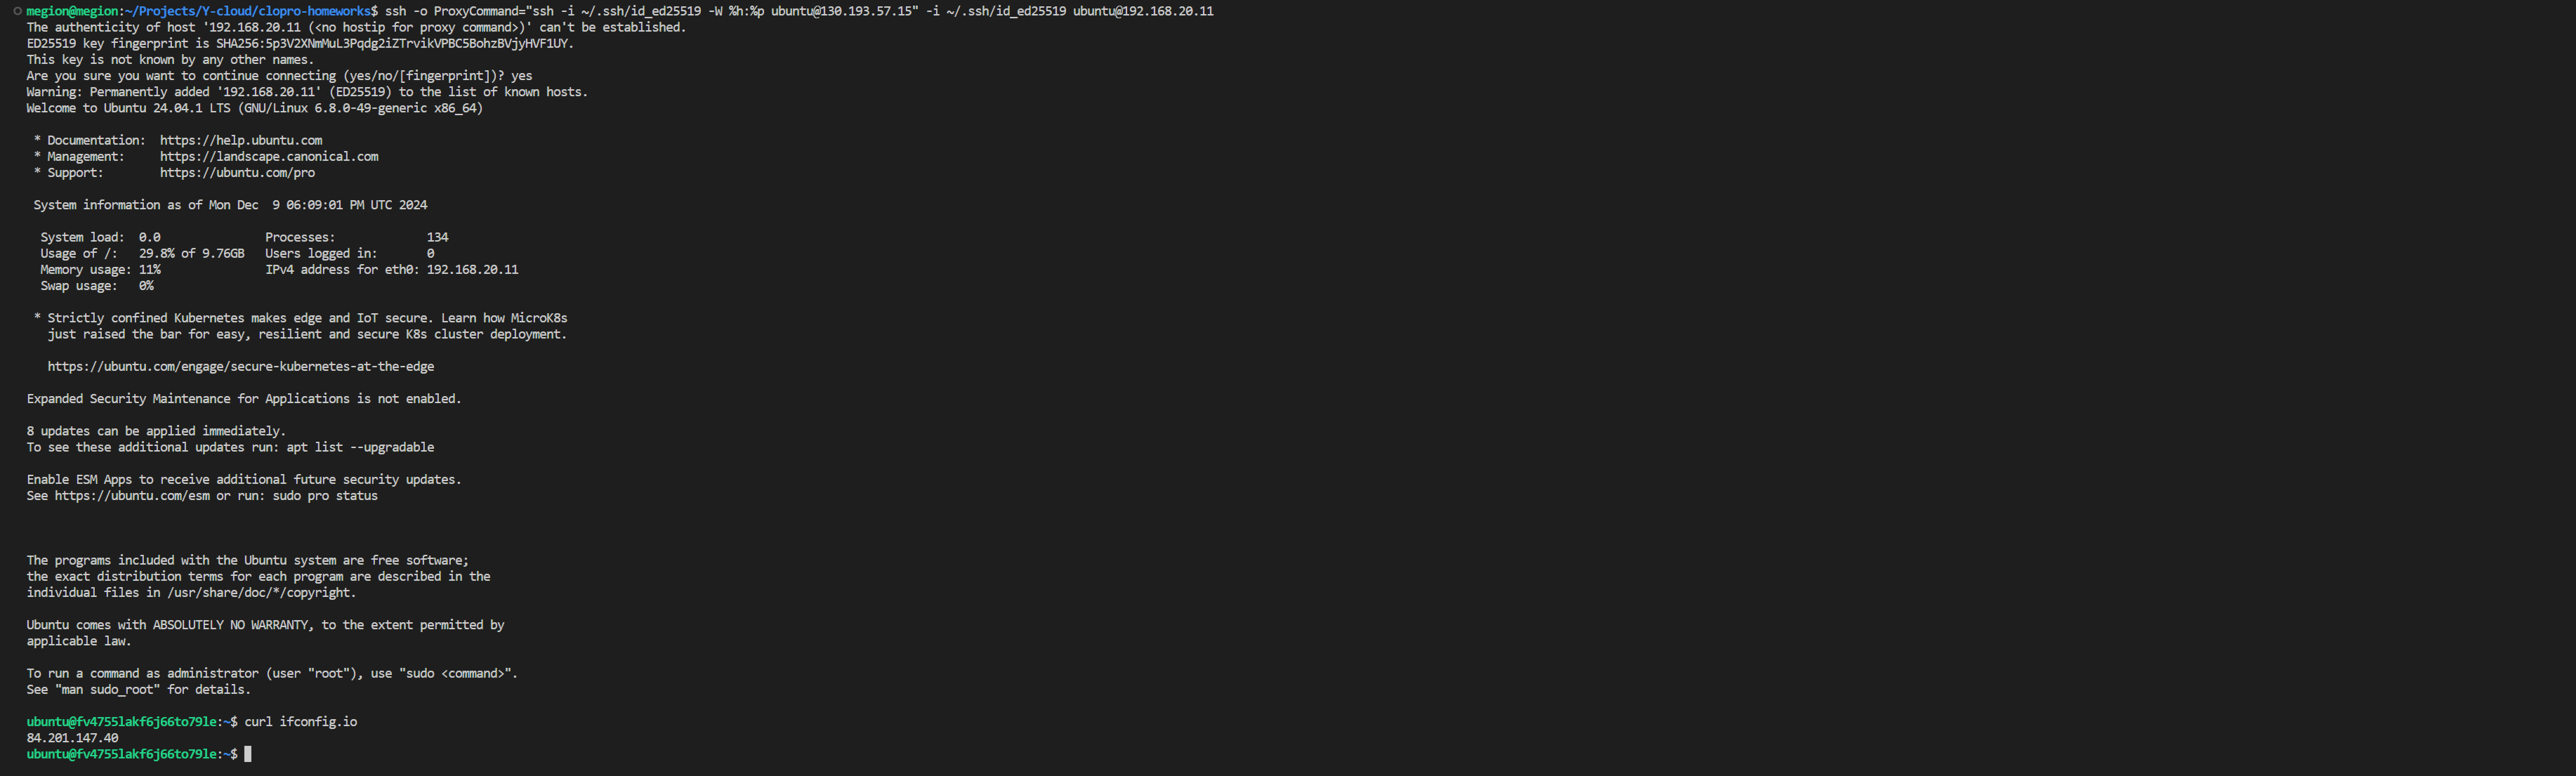 megion@megion:~/Projects/Y-cloud/clopro-homeworks$ ssh -o ProxyCommand="ssh -i ~/.ssh/id_ed25519 -W %h:%p ubuntu@130.193.57.15" -i ~/.ssh/id_ed25519 ubuntu@192.168.20.11
The authenticity of host '192.168.20.11 (<no hostip for proxy command>)' can't be established.
ED25519 key fingerprint is SHA256:5p3V2XNmMuL3Pqdg2iZTrvikVPBC5BohzBVjyHVF1UY.
This key is not known by any other names.
Are you sure you want to continue connecting (yes/no/[fingerprint])? yes
Warning: Permanently added '192.168.20.11' (ED25519) to the list of known hosts.
Welcome to Ubuntu 24.04.1 LTS (GNU/Linux 6.8.0-49-generic x86_64)

 * Documentation:  https://help.ubuntu.com
 * Management:     https://landscape.canonical.com
 * Support:        https://ubuntu.com/pro

 System information as of Mon Dec  9 06:09:01 PM UTC 2024

  System load:  0.0               Processes:             134
  Usage of /:   29.8% of 9.76GB   Users logged in:       0
  Memory usage: 11%               IPv4 address for eth0: 192.168.20.11
  Swap usage:   0%

 * Strictly confined Kubernetes makes edge and IoT secure. Learn how MicroK8s
   just raised the bar for easy, resilient and secure K8s cluster deployment.

   https://ubuntu.com/engage/secure-kubernetes-at-the-edge

Expanded Security Maintenance for Applications is not enabled.

8 updates can be applied immediately.
To see these additional updates run: apt list --upgradable

Enable ESM Apps to receive additional future security updates.
See https://ubuntu.com/esm or run: sudo pro status

The programs included with the Ubuntu system are free software;
the exact distribution terms for each program are described in the
individual files in /usr/share/doc/*/copyright.

Ubuntu comes with ABSOLUTELY NO WARRANTY, to the extent permitted by
applicable law.

To run a command as administrator (user "root"), use "sudo <command>".
See "man sudo_root" for details.

ubuntu@fv4755lakf6j66to79le:~$ curl ifconfig.io
84.201.147.40
ubuntu@fv4755lakf6j66to79le:~$